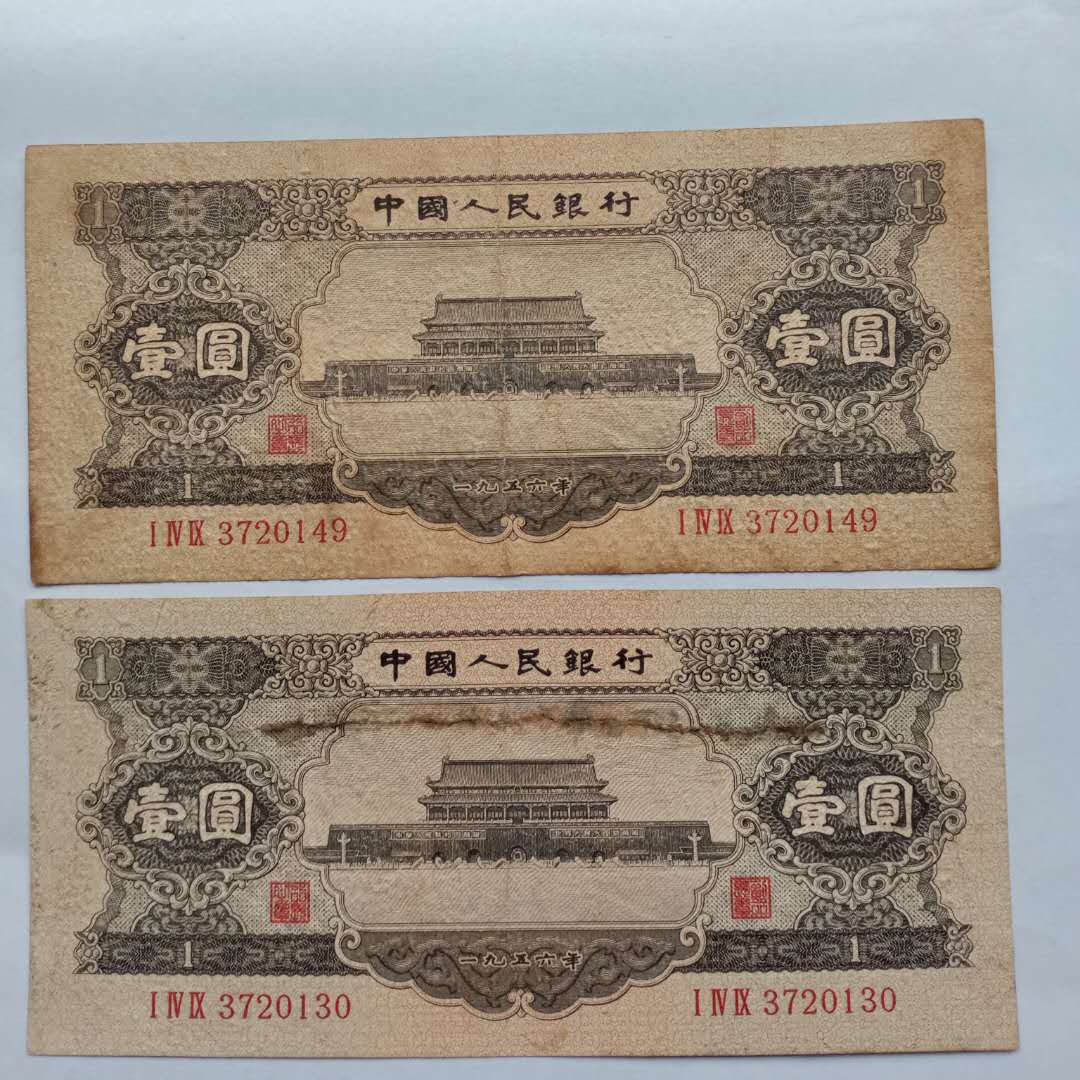 1 中國人民銀行 1
壹圓 壹圓
1 一九五六年 1
I IV IX 3720149 I IV IX 3720149
1 中國人民銀行 1
壹圓 壹圓
1 一九五六年 1
I IV IX 3720130 I IV IX 3720130